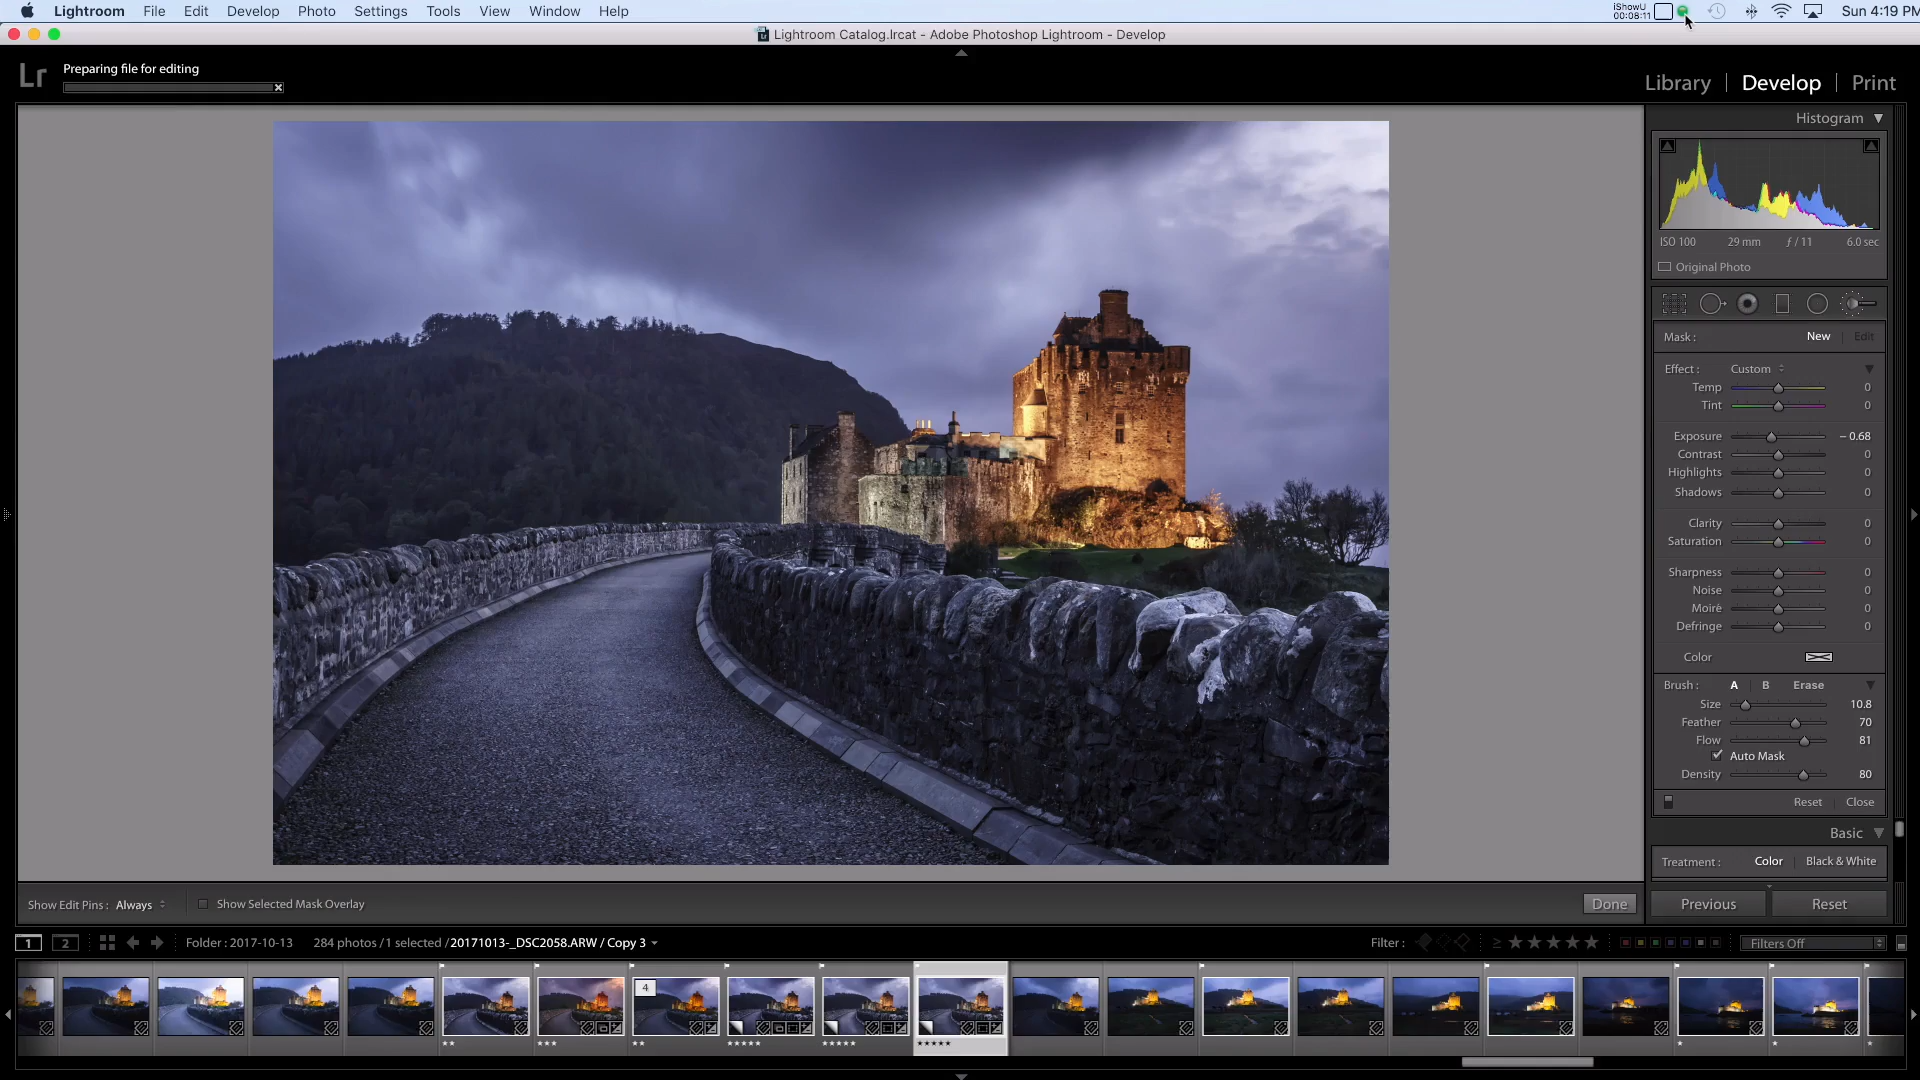 Lightroom File Edit Develop Photo Settings Tools View Window Help iShowU 00:08:11 Sun 4:19 PM
Lightroom Catalog.lrcat - Adobe Photoshop Lightroom - Develop
Lr Preparing file for editing
Library | Develop | Print
Histogram
ISO 100 29 mm ƒ / 11 6.0 sec
Original Photo
Mask : New Edit
Effect : Custom
Temp 0
Tint 0
Exposure – 0.68
Contrast 0
Highlights 0
Shadows 0
Clarity 0
Saturation 0
Sharpness 0
Noise 0
Moiré 0
Defringe 0
Color
Brush : A B Erase
Size 10.8
Feather 70
Flow 81
Auto Mask
Density 80
Reset Close
Basic
Treatment : Color Black & White
Show Edit Pins : Always Show Selected Mask Overlay Done Previous Reset
1 2 Folder : 2017-10-13 284 photos / 1 selected / 20171013-_DSC2058.ARW / Copy 3 Filter : ≥ ★★★★★ Filters Off
4